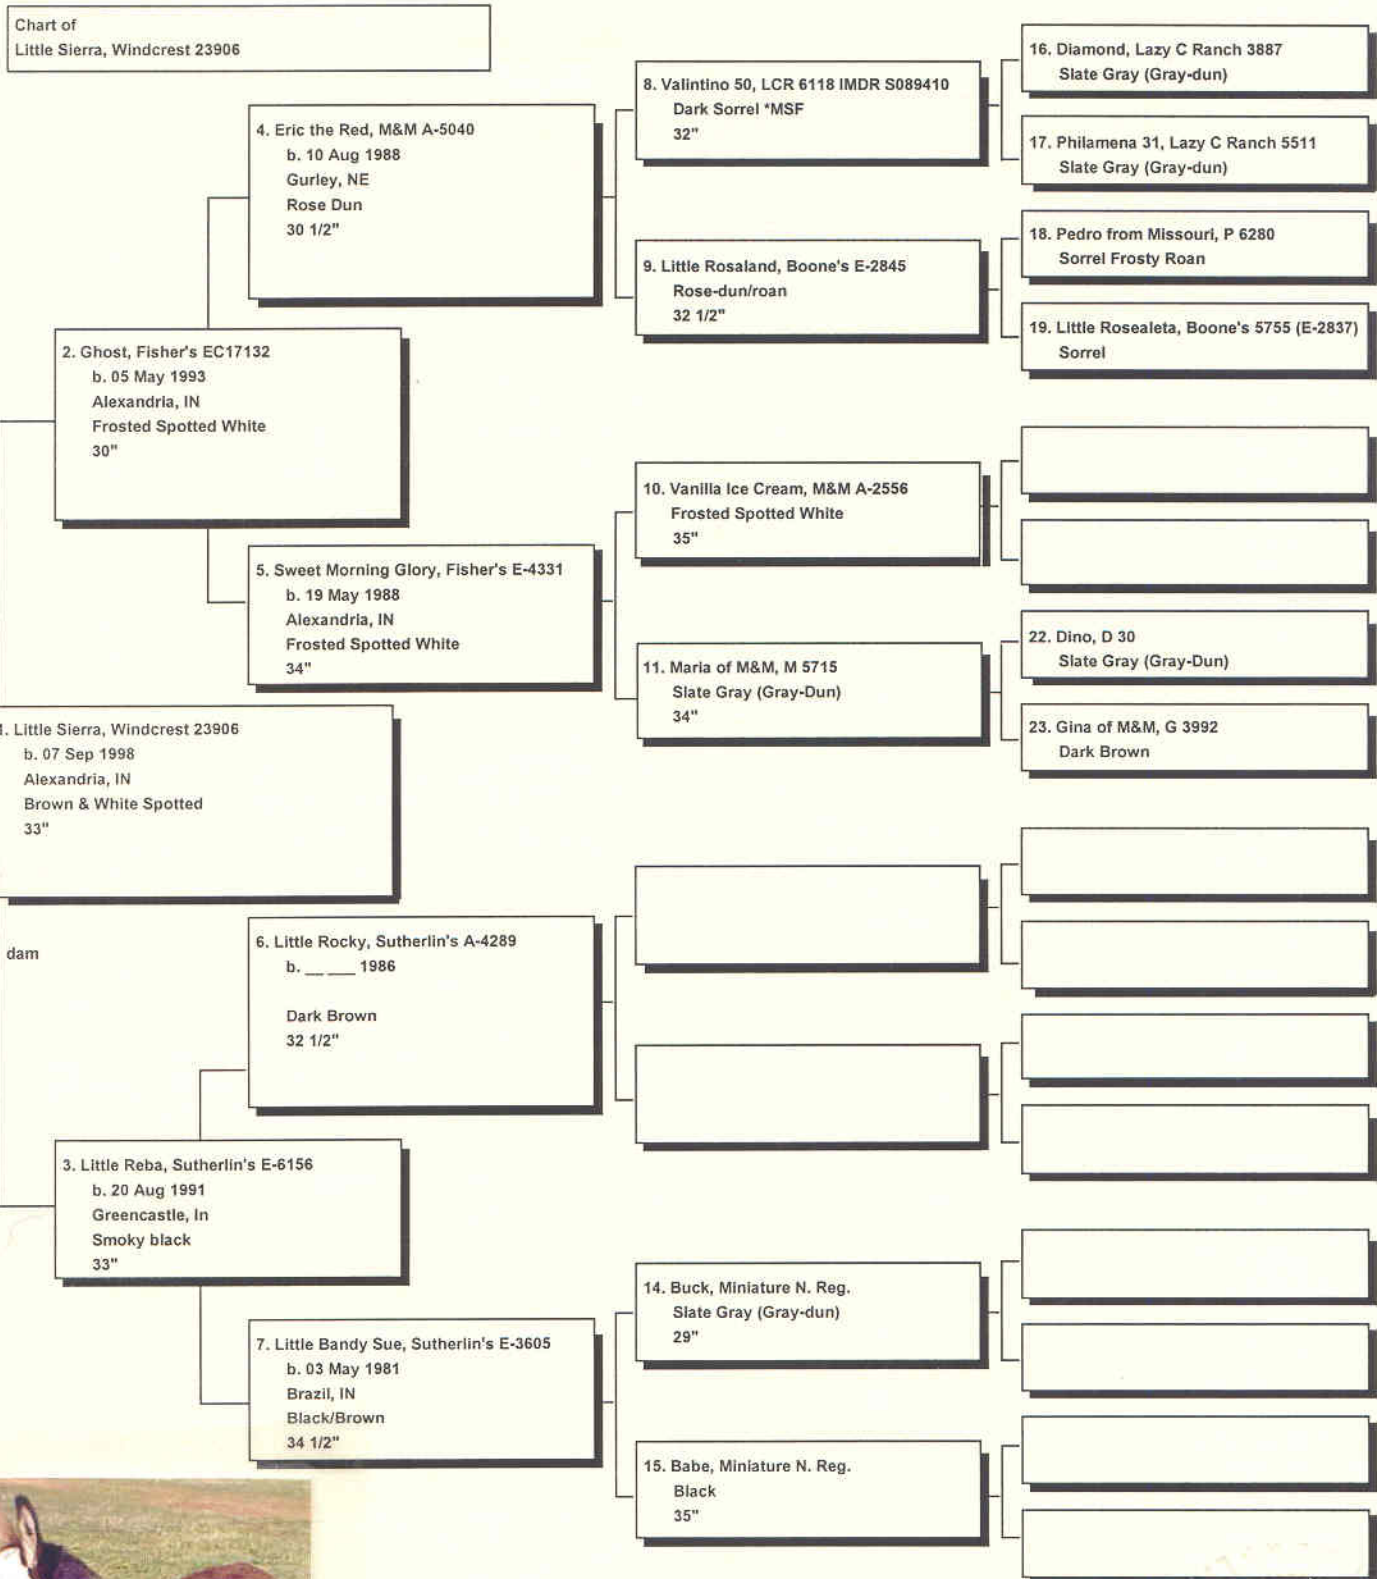 Chart of
Little Sierra, Windcrest 23906
16. Diamond, Lazy C Ranch 3887
Slate Gray (Gray-dun)
8. Valintino 50, LCR 6118 IMDR S089410
Dark Sorrel *MSF
32"
4. Eric the Red, M&M A-5040
b. 10 Aug 1988
Gurley, NE
Rose Dun
30 1/2"
17. Philamena 31, Lazy C Ranch 5511
Slate Gray (Gray-dun)
18. Pedro from Missouri, P 6280
Sorrel Frosty Roan
9. Little Rosaland, Boone's E-2845
Rose-dun/roan
32 1/2"
19. Little Rosealeta, Boone's 5755 (E-2837)
Sorrel
2. Ghost, Fisher's EC17132
b. 05 May 1993
Alexandria, IN
Frosted Spotted White
30"
10. Vanilla Ice Cream, M&M A-2556
Frosted Spotted White
35"
5. Sweet Morning Glory, Fisher's E-4331
b. 19 May 1988
Alexandria, IN
Frosted Spotted White
34"
22. Dino, D 30
Slate Gray (Gray-Dun)
11. Maria of M&M, M 5715
Slate Gray (Gray-Dun)
34"
23. Gina of M&M, G 3992
Dark Brown
1. Little Sierra, Windcrest 23906
b. 07 Sep 1998
Alexandria, IN
Brown & White Spotted
33"
dam
6. Little Rocky, Sutherlin's A-4289
b. __ ___ 1986
Dark Brown
32 1/2"
3. Little Reba, Sutherlin's E-6156
b. 20 Aug 1991
Greencastle, In
Smoky black
33"
14. Buck, Miniature N. Reg.
Slate Gray (Gray-dun)
29"
7. Little Bandy Sue, Sutherlin's E-3605
b. 03 May 1981
Brazil, IN
Black/Brown
34 1/2"
15. Babe, Miniature N. Reg.
Black
35"